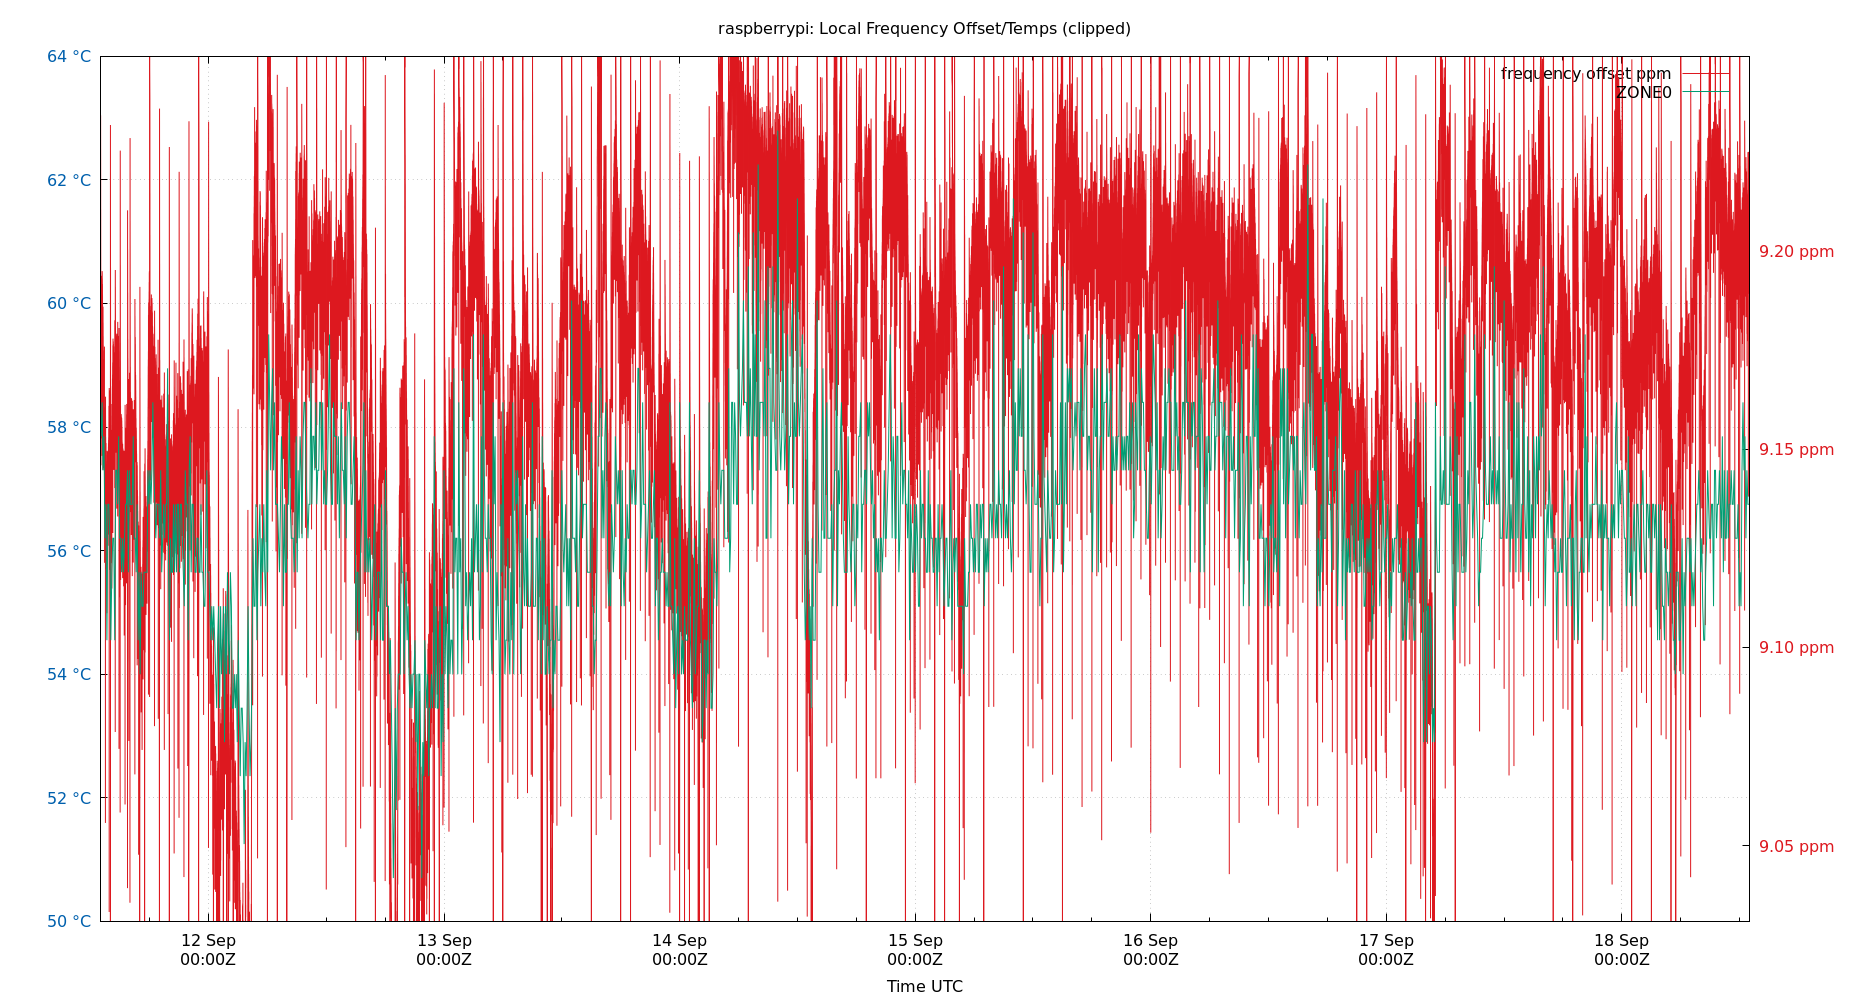 raspberrypi: Local Frequency Offset/Temps (clipped)
64 °C
62 °C
60 °C
58 °C
56 °C
54 °C
52 °C
50 °C
frequency offset ppm
ZONE0
9.20 ppm
9.15 ppm
9.10 ppm
9.05 ppm
12 Sep 13 Sep 14 Sep 15 Sep 16 Sep 17 Sep 18 Sep
00:00Z 00:00Z 00:00Z 00:00Z 00:00Z 00:00Z 00:00Z
Time UTC